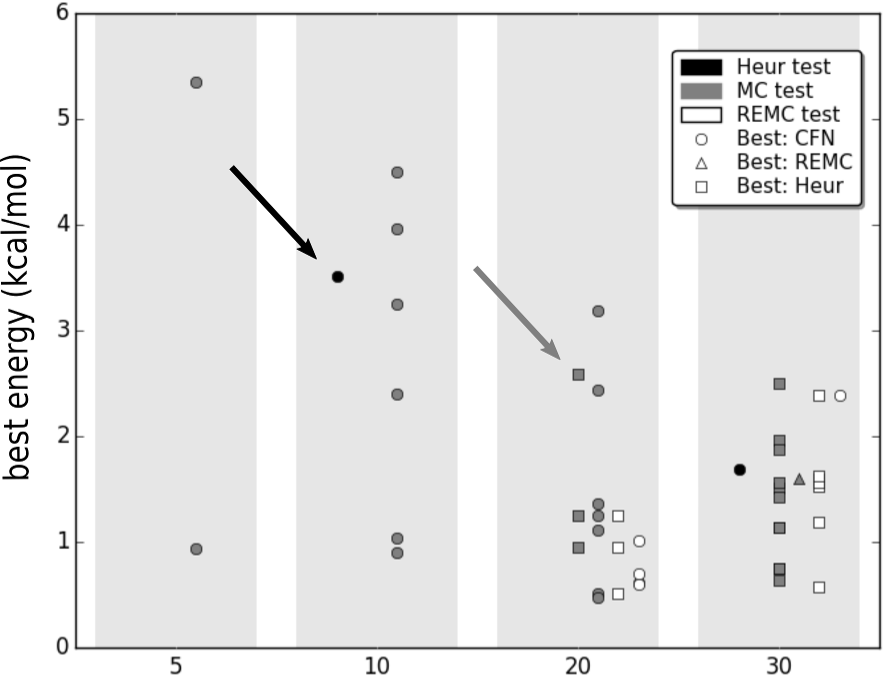 best energy (kcal/mol)
6
5
4
3
2
1
0
5
10
20
30
Heur test
MC test
REMC test
Best: CFN
Best: REMC
Best: Heur